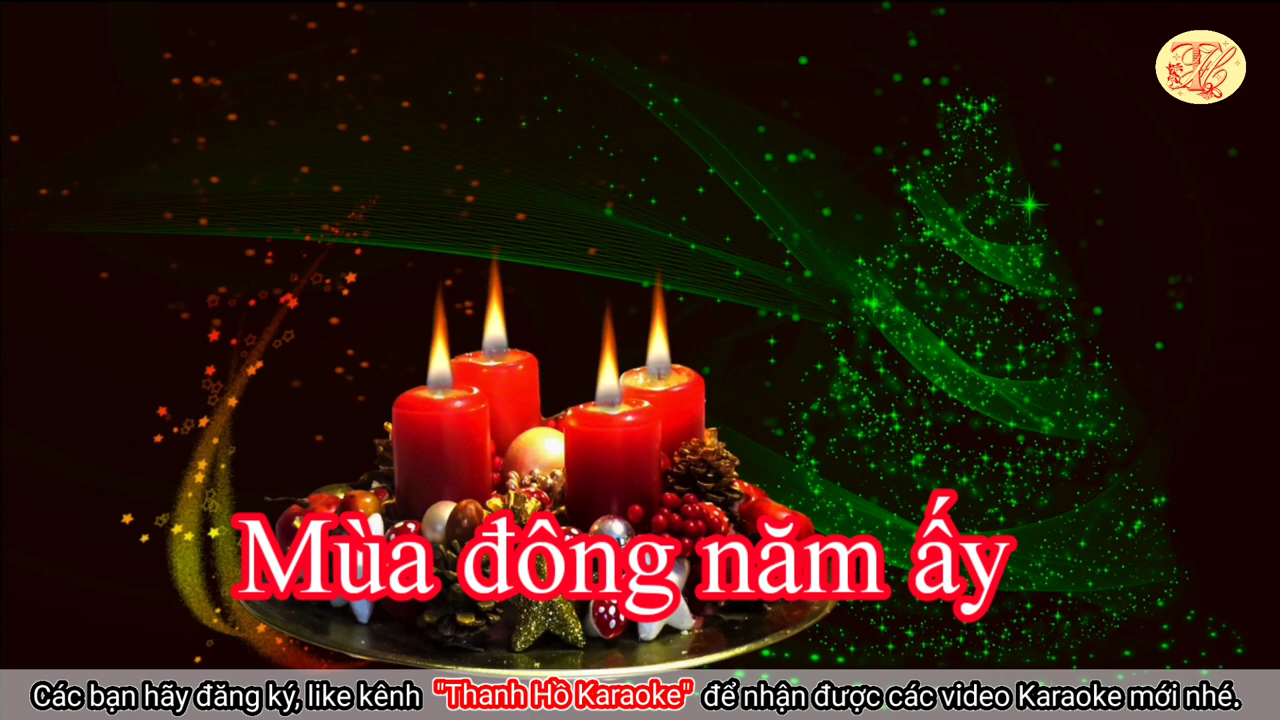 Mùa đông năm ấy
Các bạn hãy đăng ký, like kênh "Thanh Hồ Karaoke" để nhận được các video Karaoke mới nhé.